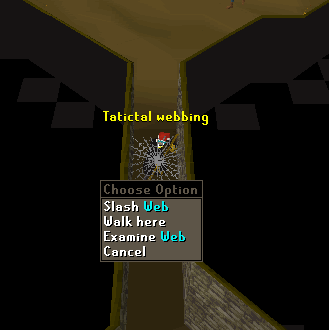 Tatictal webbing
Choose Option
Slash Web
Walk here
Examine Web
Cancel